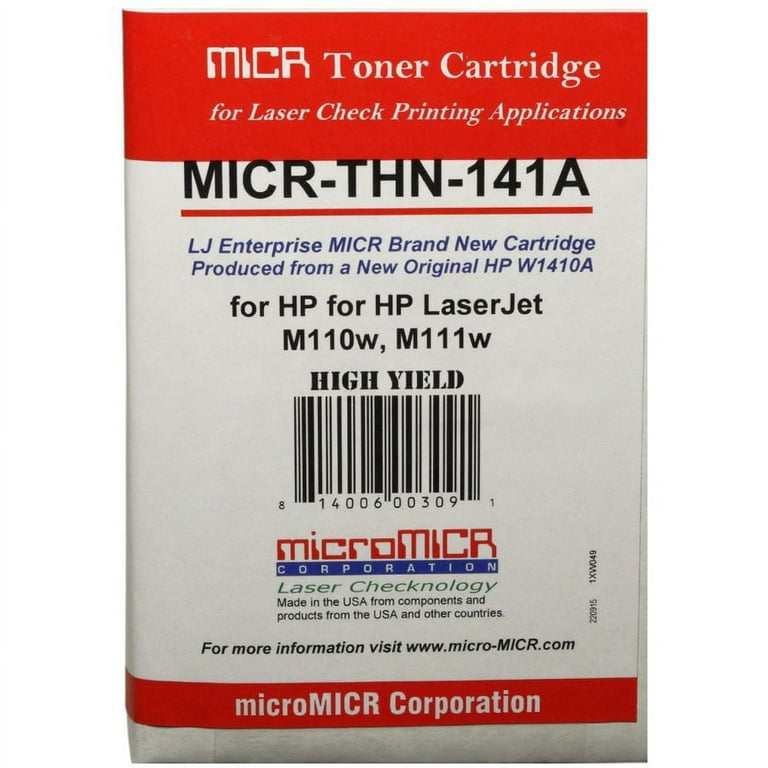 MICR Toner Cartridge
for Laser Check Printing Applications
MICR-THN-141A
LJ Enterprise MICR Brand New Cartridge
Produced from a New Original HP W1410A
for HP for HP LaserJet
M110w, M111w
HIGH YIELD
8 14006 00309 1
microMICR
CORPORATION
Laser Checknology
Made in the USA from components and
products from the USA and other countries.
220915 1XW049
For more information visit www.micro-MICR.com
microMICR Corporation